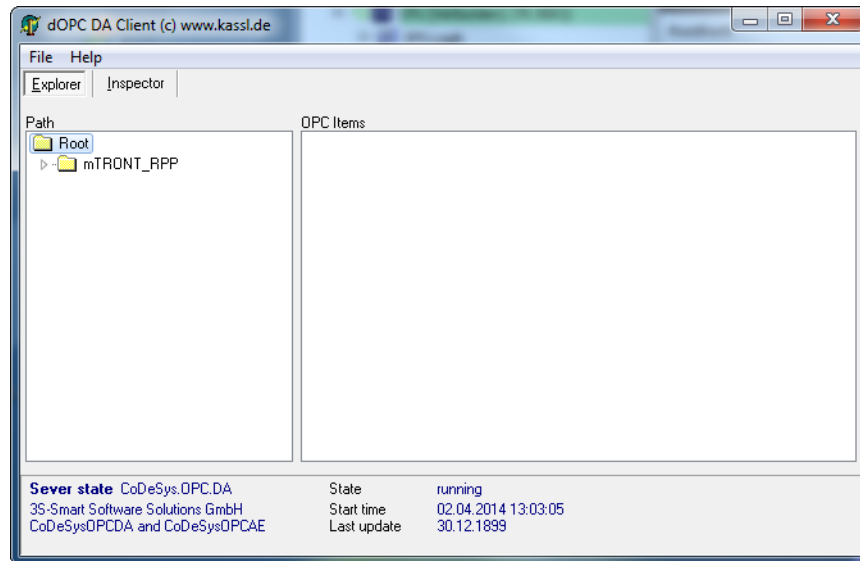 dOPC DA Client (c) www.kassl.de
File Help
Explorer Inspector
Path OPC Items
Root
mTRONT_RPP
Sever state CoDeSys.OPC.DA State running
3S-Smart Software Solutions GmbH Start time 02.04.2014 13:03:05
CoDeSysOPCDA and CoDeSysOPCAE Last update 30.12.1899